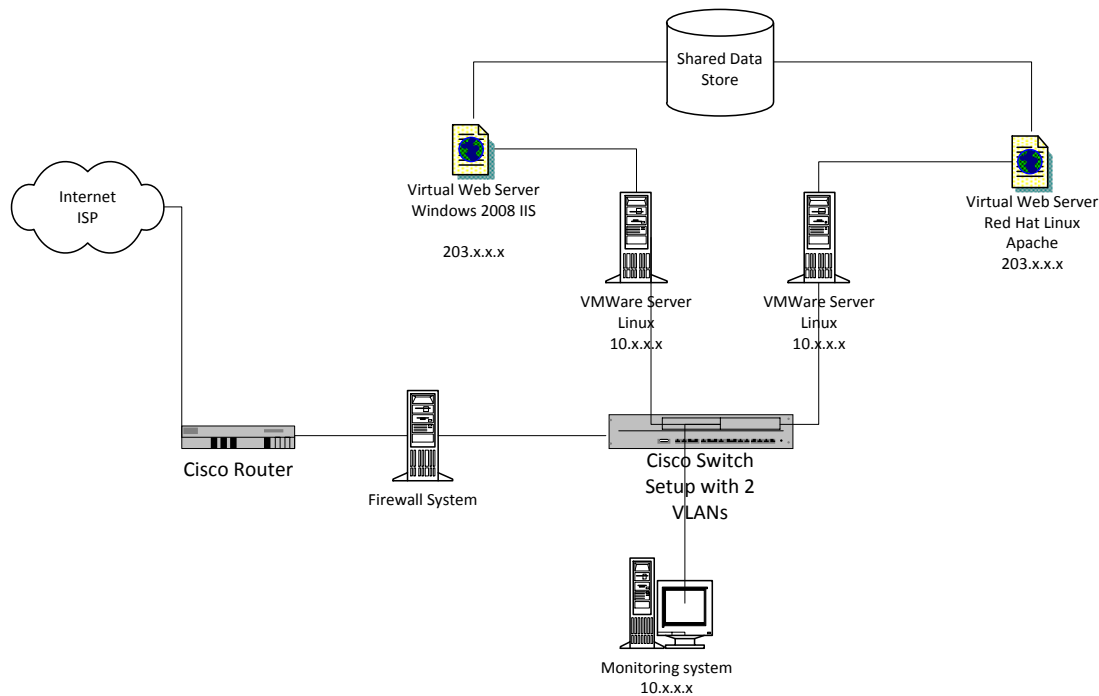 Shared Data
Store
Internet
ISP
Virtual Web Server
Windows 2008 IIS
203.x.x.x
Virtual Web Server
Red Hat Linux
Apache
203.x.x.x
VMWare Server
Linux
10.x.x.x
VMWare Server
Linux
10.x.x.x
Cisco Router
Firewall System
Cisco Switch
Setup with 2
VLANs
Monitoring system
10.x.x.x